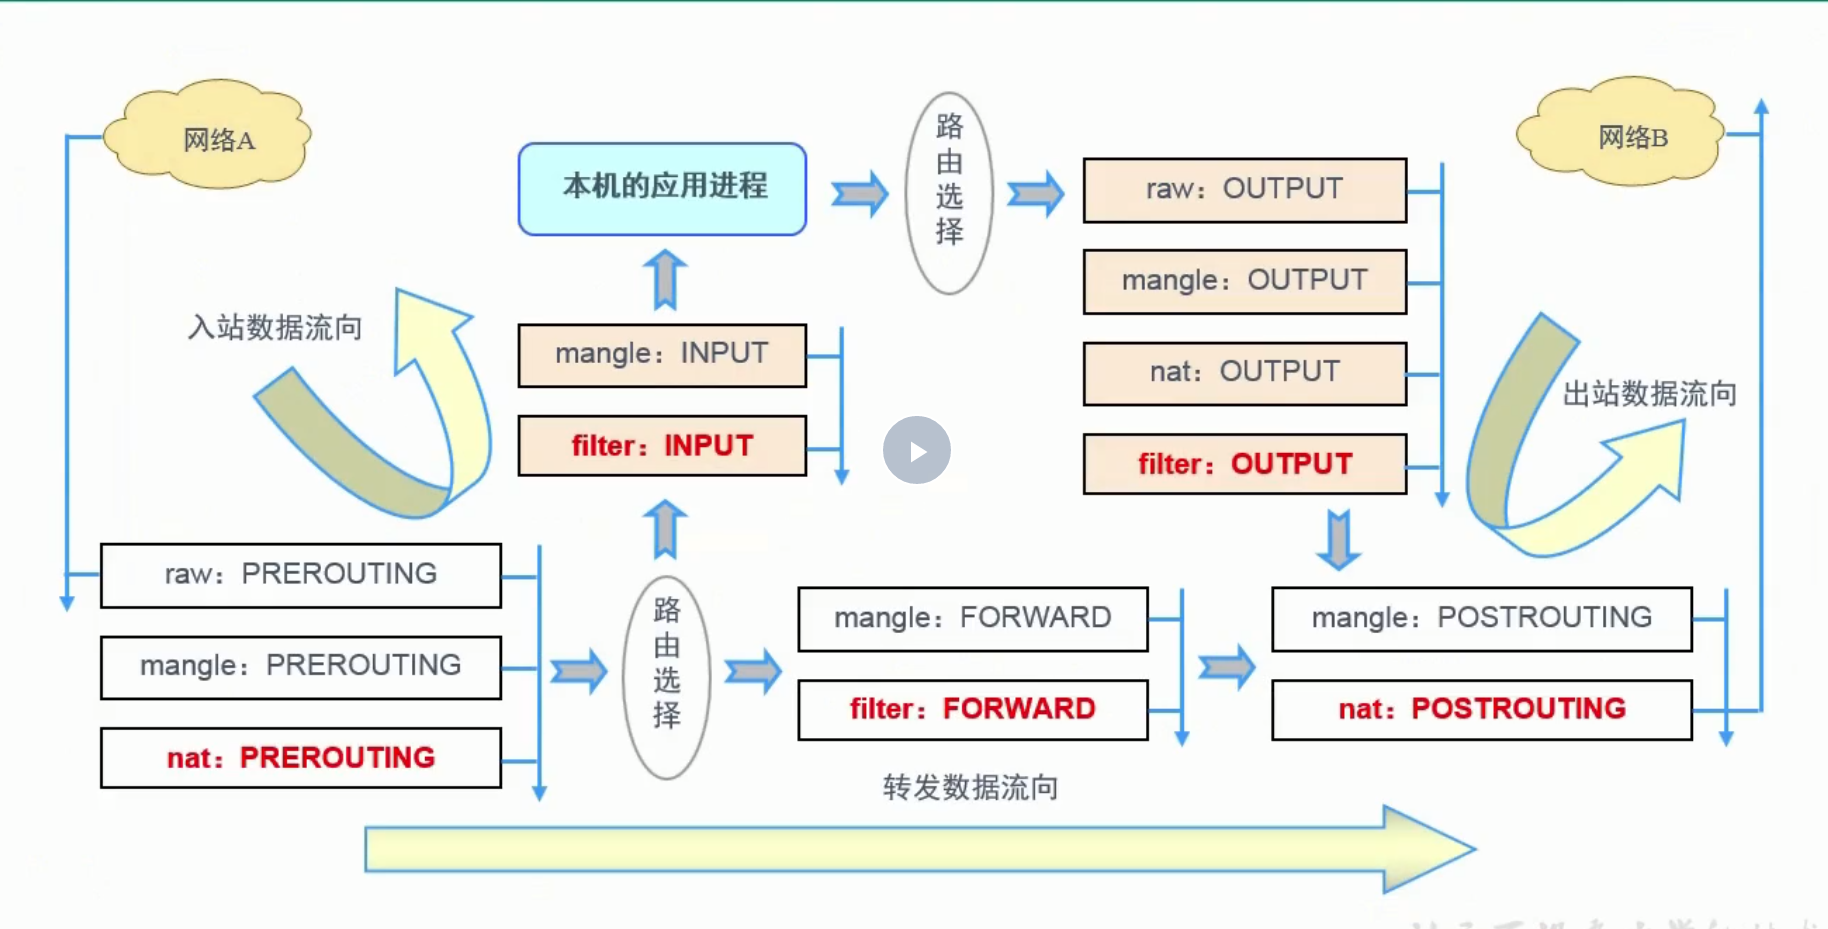 网络A
网络B
本机的应用进程
路由选择
raw：OUTPUT
mangle：OUTPUT
nat：OUTPUT
filter：OUTPUT
入站数据流向
mangle：INPUT
filter：INPUT
出站数据流向
raw：PREROUTING
mangle：PREROUTING
nat：PREROUTING
路由选择
mangle：FORWARD
filter：FORWARD
mangle：POSTROUTING
nat：POSTROUTING
转发数据流向